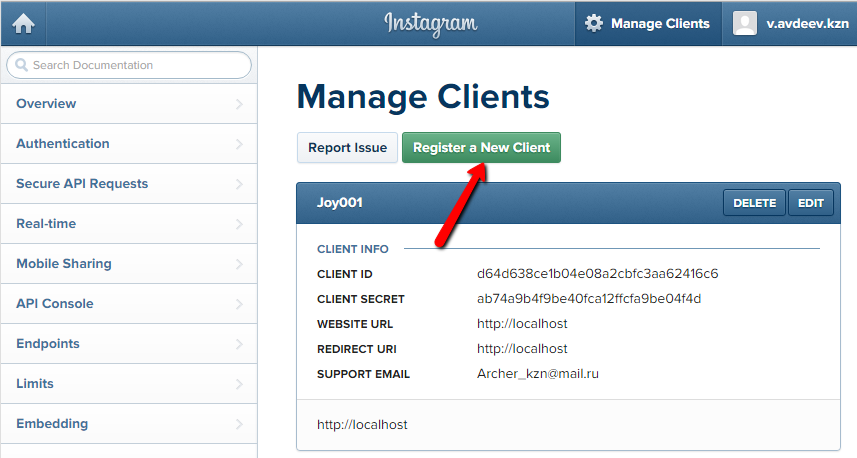 Instagram
Manage Clients
v.avdeev.kzn
Search Documentation
Overview
Authentication
Secure API Requests
Real-time
Mobile Sharing
API Console
Endpoints
Limits
Embedding
Manage Clients
Report Issue
Register a New Client
Joy001
DELETE
EDIT
CLIENT INFO
CLIENT ID d64d638ce1b04e08a2cbfc3aa62416c6
CLIENT SECRET ab74a9b4f9be40fca12ffcfa9be04f4d
WEBSITE URL http://localhost
REDIRECT URI http://localhost
SUPPORT EMAIL Archer_kzn@mail.ru
http://localhost